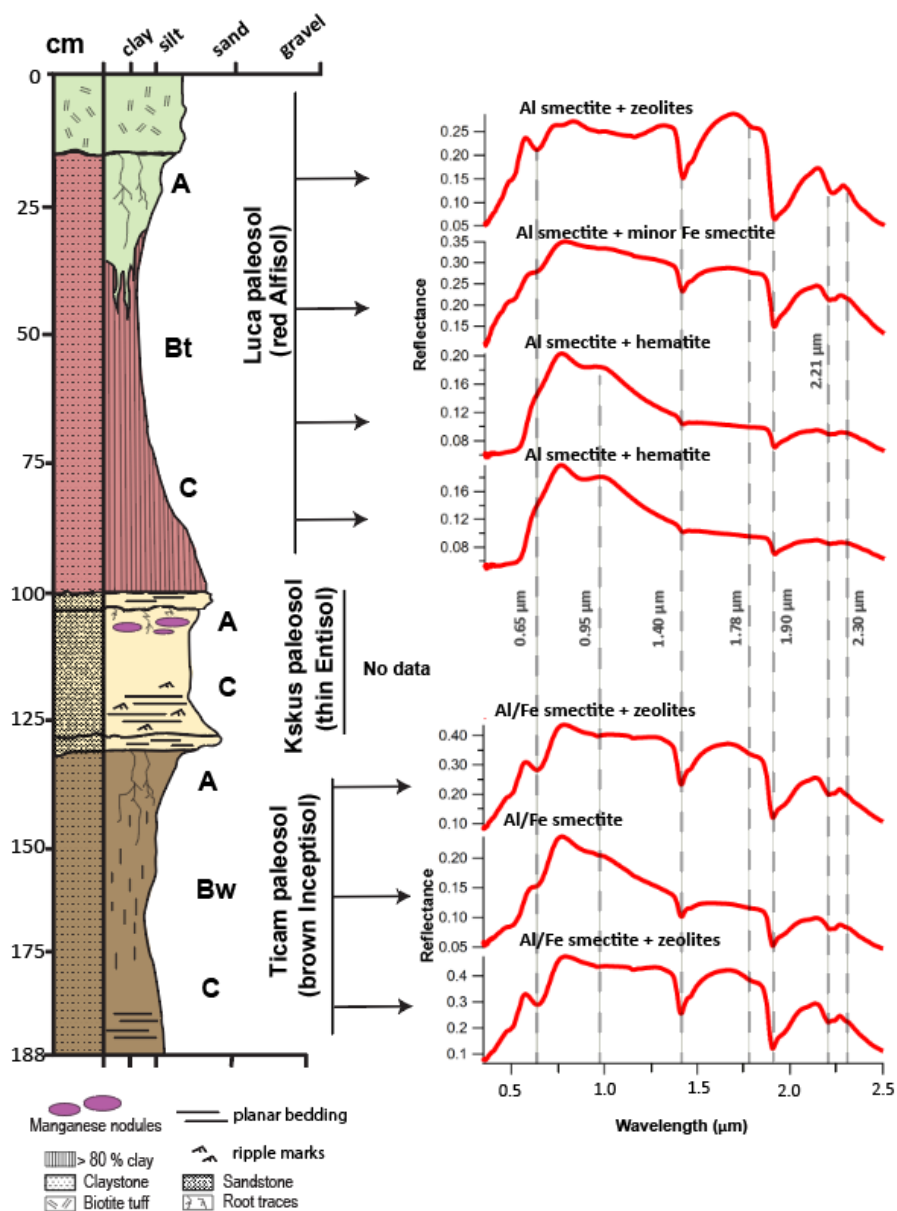 cm
clay
silt
sand
gravel
0
25
50
75
100
125
150
175
188
A
Bt
C
A
C
A
Bw
C
Luca paleosol
(red Alfisol)
Kskus paleosol
(thin Entisol)
No data
Ticam paleosol
(brown Inceptisol)
Al smectite + zeolites
0.25
0.20
0.15
0.10
0.05
Al smectite + minor Fe smectite
0.35
0.30
0.25
0.20
0.15
Reflectance
Al smectite + hematite
0.20
0.16
0.12
0.08
2.21 µm
Al smectite + hematite
0.16
0.12
0.08
0.65 µm
0.95 µm
1.40 µm
1.78 µm
1.90 µm
2.30 µm
Al/Fe smectite + zeolites
0.40
0.30
0.20
0.10
Al/Fe smectite
0.20
0.15
0.10
0.05
Reflectance
Al/Fe smectite + zeolites
0.4
0.3
0.2
0.1
0.5
1.0
1.5
2.0
2.5
Wavelength (µm)
Manganese nodules
planar bedding
> 80 % clay
ripple marks
Claystone
Sandstone
Biotite tuff
Root traces